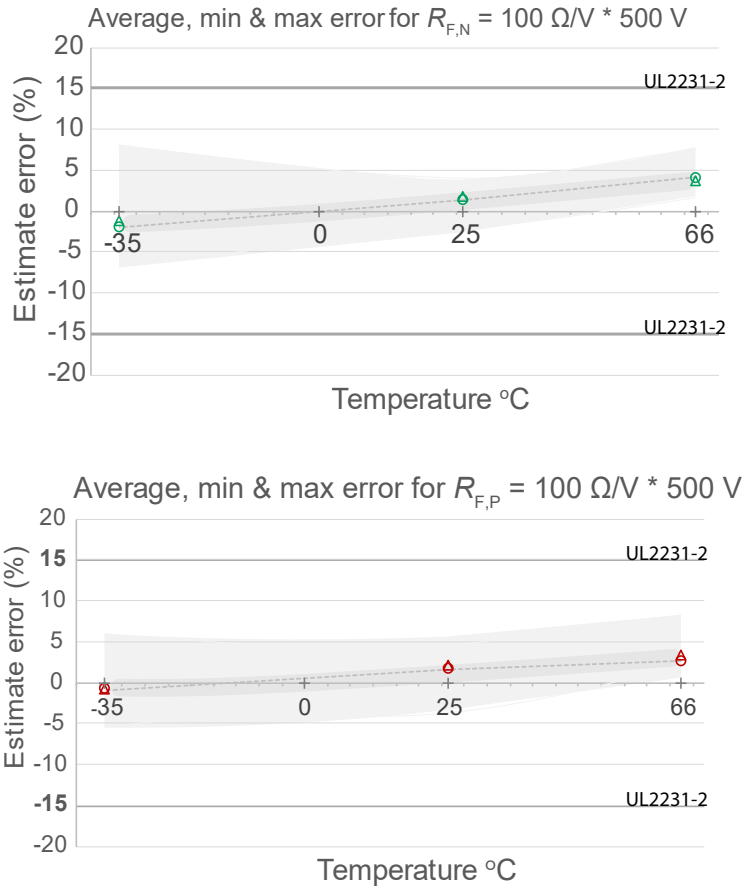 Average, min & max error for R_F,N = 100 Ω/V * 500 V
20
15
10
5
0
-5
-10
-15
-20
Estimate error (%)
UL2231-2
UL2231-2
-35
0
25
66
Temperature °C
Average, min & max error for R_F,P = 100 Ω/V * 500 V
20
15
10
5
0
-5
-10
-15
-20
Estimate error (%)
UL2231-2
UL2231-2
-35
0
25
66
Temperature °C